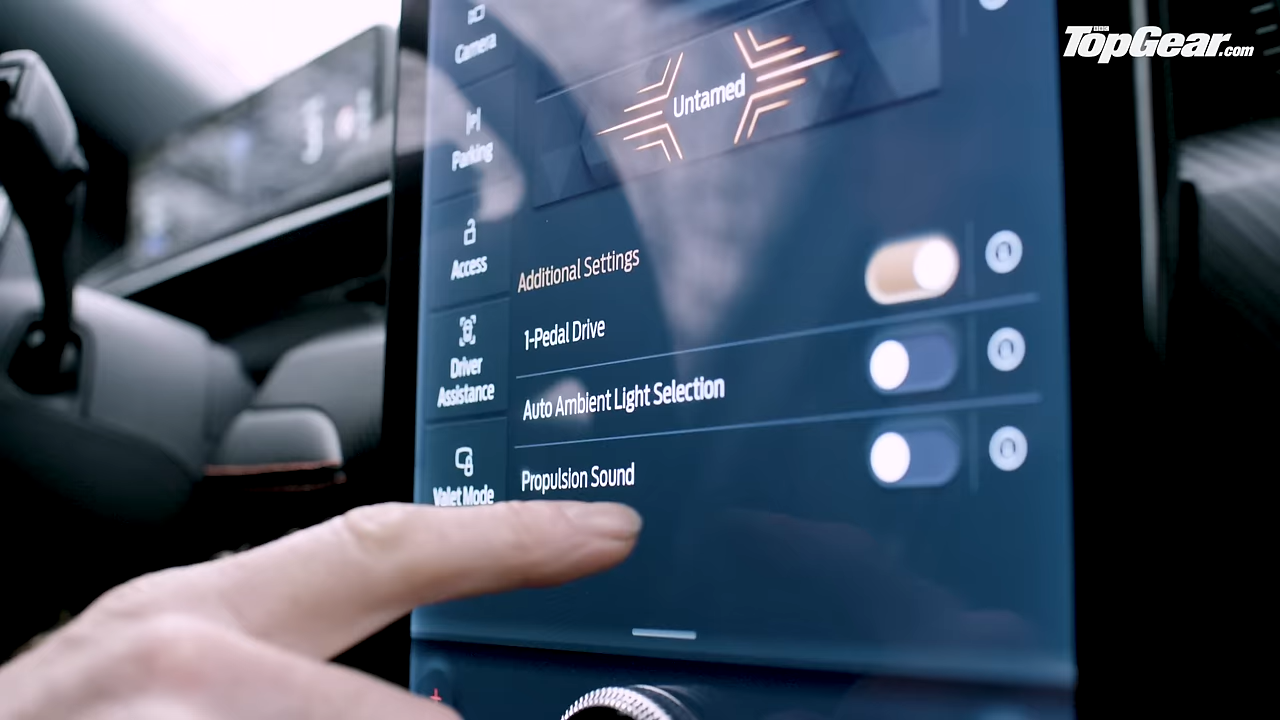 BBC
TopGear.com
Camera
Parking
Access
Driver
Assistance
Valet Mode
Untamed
Additional Settings
1-Pedal Drive
Auto Ambient Light Selection
Propulsion Sound